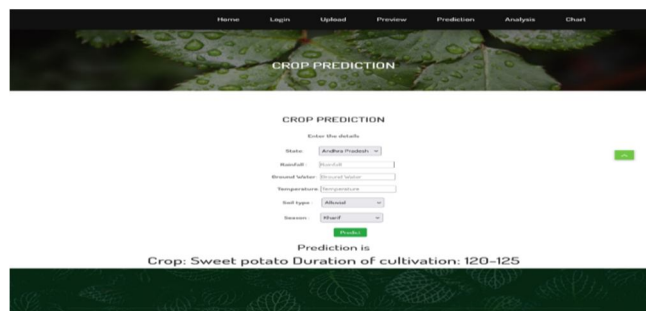 Home Login Upload Preview Prediction Analysis Chart
CROP PREDICTION
CROP PREDICTION
Enter the details
State: Andhra Pradesh
Rainfall : Rainfall
Ground Water: Ground Water
Temperature: Temperature
Soil type : Alluvial
Season : Kharif
Predict
Prediction is
Crop: Sweet potato Duration of cultivation: 120-125